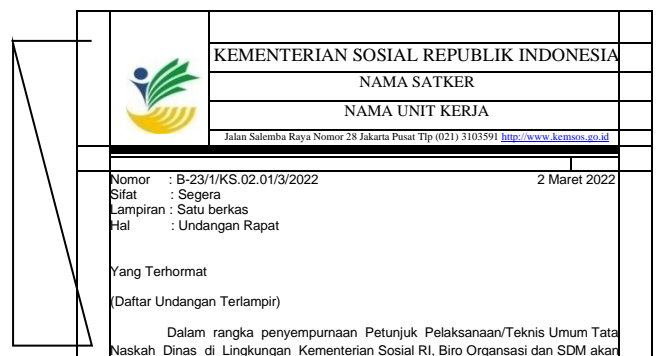 KEMENTERIAN SOSIAL REPUBLIK INDONESIA
NAMA SATKER
NAMA UNIT KERJA
Jalan Salemba Raya Nomor 28 Jakarta Pusat Tlp (021) 3103591 http://www.kemsos.go.id
Nomor : B-23/1/KS.02.01/3/2022 2 Maret 2022
Sifat : Segera
Lampiran : Satu berkas
Hal : Undangan Rapat
Yang Terhormat
(Daftar Undangan Terlampir)
Dalam rangka penyempurnaan Petunjuk Pelaksanaan/Teknis Umum Tata
Naskah Dinas di Lingkungan Kementerian Sosial RI, Biro Organsasi dan SDM akan